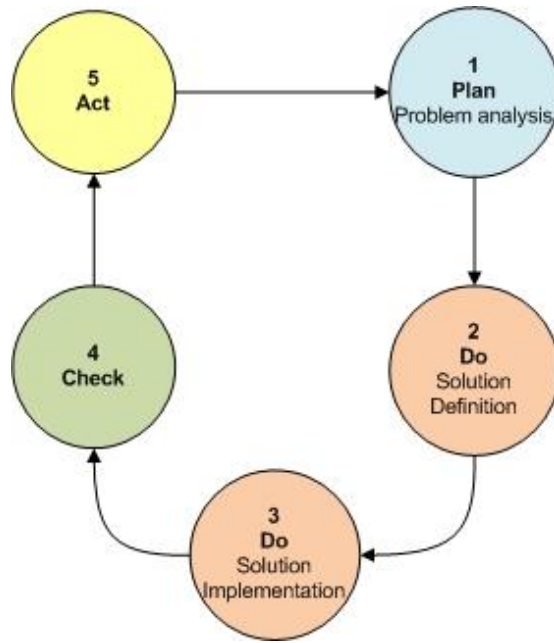 5
Act
1
Plan
Problem analysis
2
Do
Solution
Definition
3
Do
Solution
Implementation
4
Check